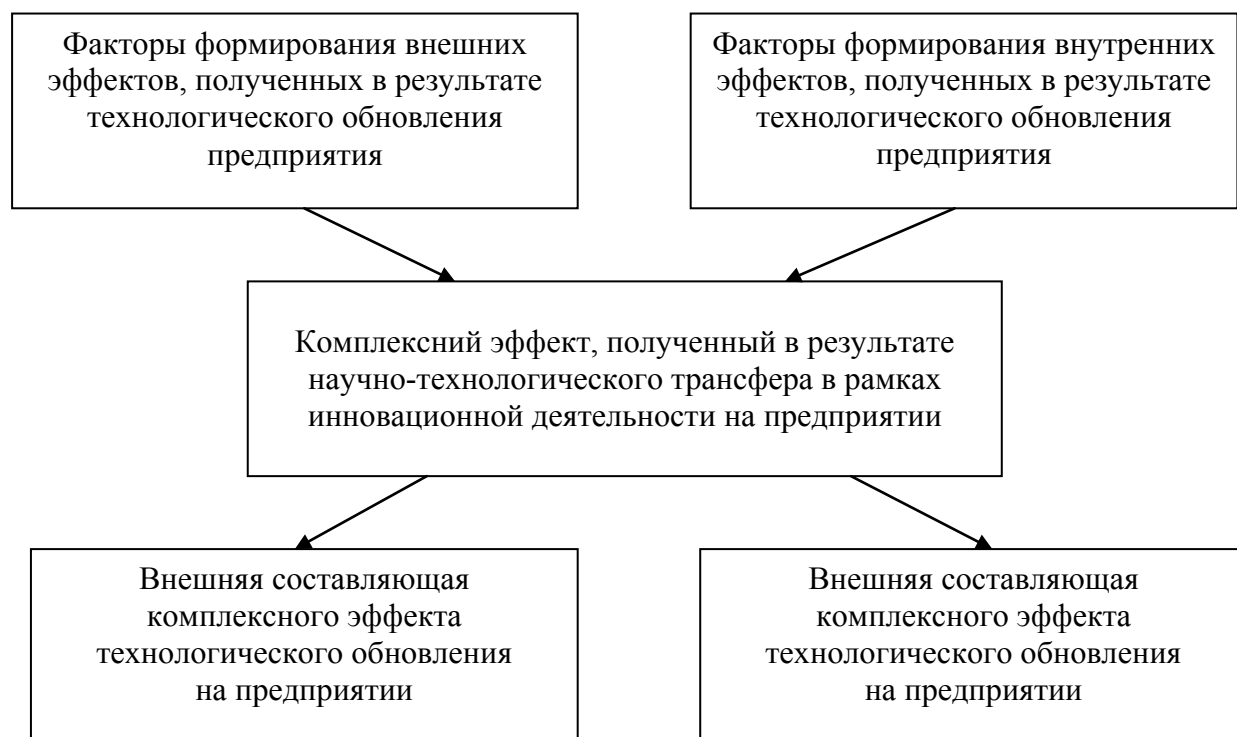 Факторы формирования внешних
эффектов, полученных в результате
технологического обновления
предприятия
Факторы формирования внутренних
эффектов, полученных в результате
технологического обновления
предприятия
Комплексний эффект, полученный в результате
научно-технологического трансфера в рамках
инновационной деятельности на предприятии
Внешняя составляющая
комплексного эффекта
технологического обновления
на предприятии
Внешняя составляющая
комплексного эффекта
технологического обновления
на предприятии